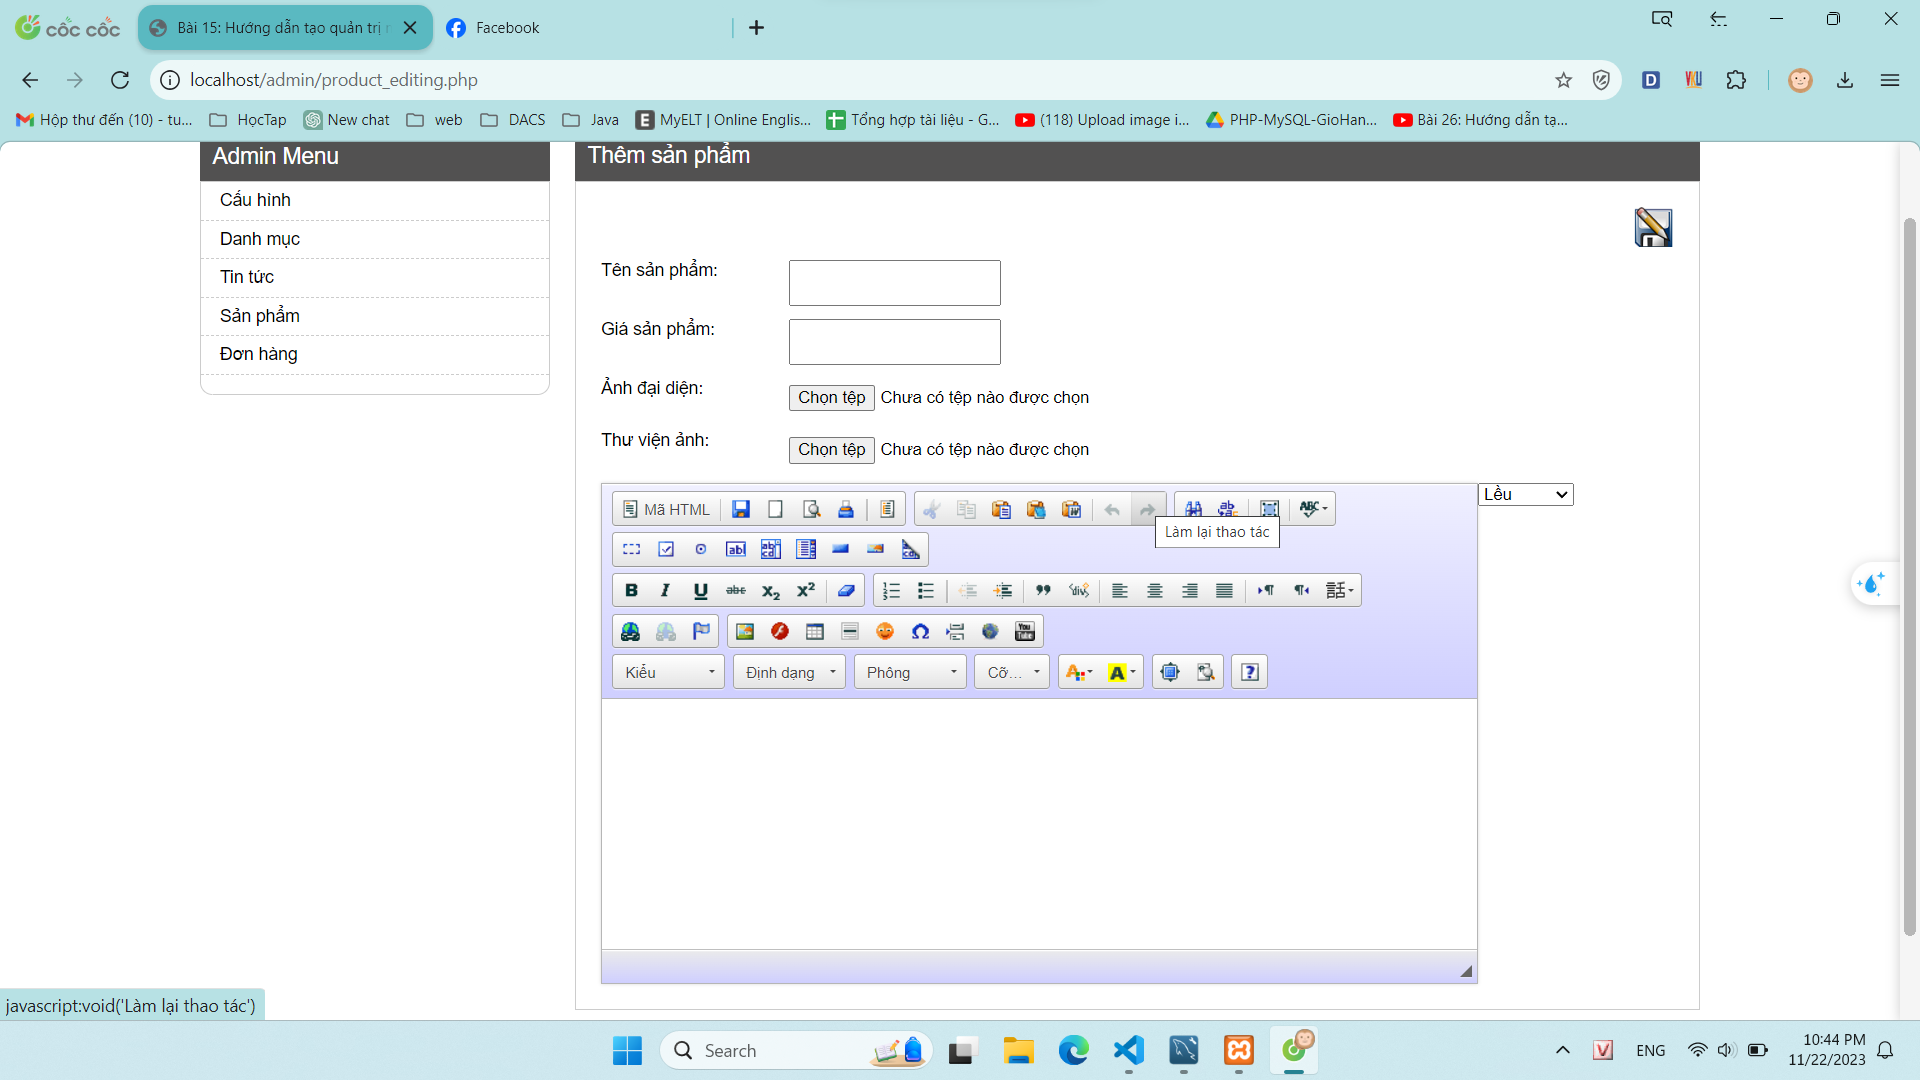 cốc cốc
Bài 15: Hướng dẫn tạo quản trị
Facebook
localhost/admin/product_editing.php
Hộp thư đến (10) - tu...
HọcTap
New chat
web
DACS
Java
MyELT | Online Englis...
Tổng hợp tài liệu - G...
(118) Upload image i...
PHP-MySQL-GioHan...
Bài 26: Hướng dẫn tạ...
Admin Menu
Cấu hình
Danh mục
Tin tức
Sản phẩm
Đơn hàng
Thêm sản phẩm
Tên sản phẩm:
Giá sản phẩm:
Ảnh đại diện:
Chọn tệp Chưa có tệp nào được chọn
Thư viện ảnh:
Chọn tệp Chưa có tệp nào được chọn
Mã HTML
Lều
Làm lại thao tác
Kiểu
Định dạng
Phông
Cỡ...
javascript:void('Làm lại thao tác')
Search
ENG
10:44 PM
11/22/2023